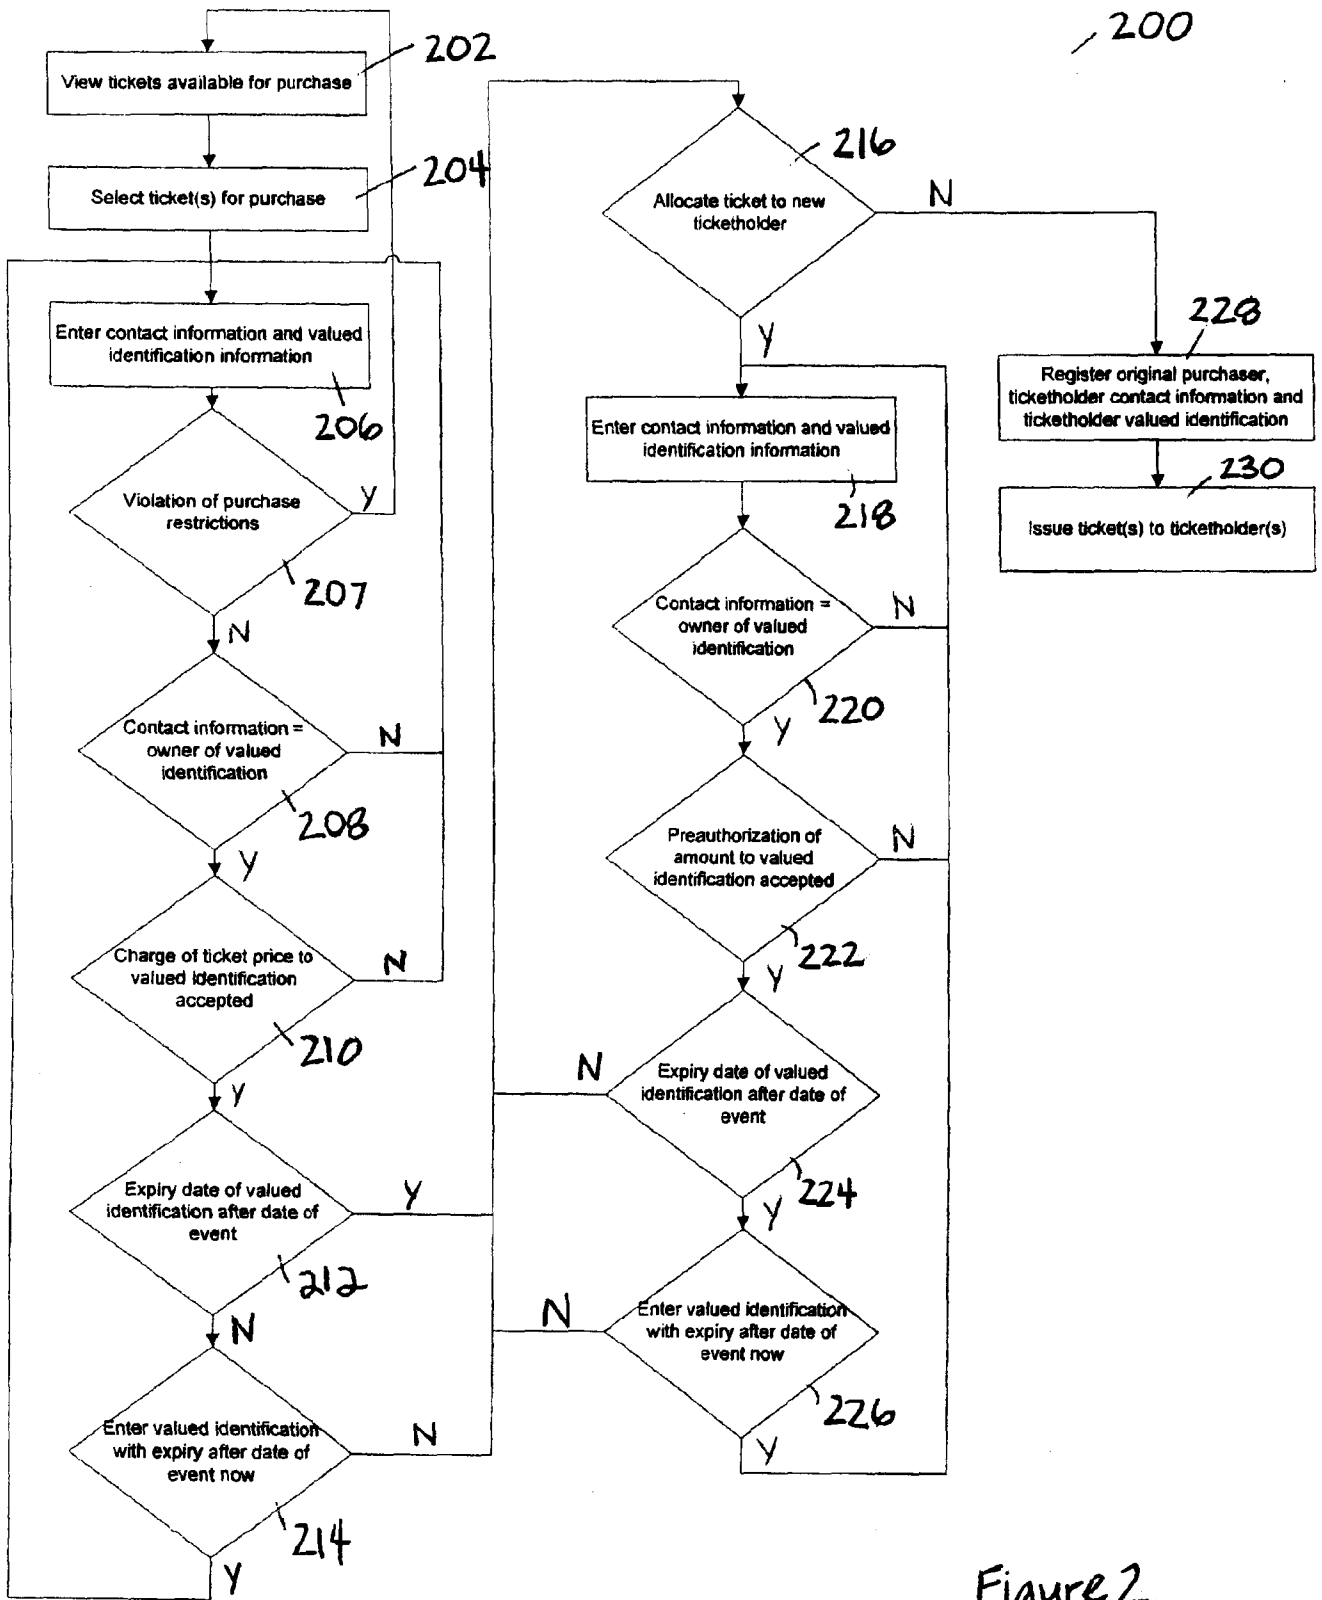 200
202
View tickets available for purchase
204
Select ticket(s) for purchase
Enter contact information and valued
identification information
206
Violation of purchase
restrictions
Y
207
N
Contact information =
owner of valued
identification
N
208
Y
Charge of ticket price to
valued identification
accepted
N
210
Y
Expiry date of valued
identification after date of
event
Y
212
N
Enter valued identification
with expiry after date of
event now
N
214
Y
216
Allocate ticket to new
ticketholder
N
Y
Enter contact information and valued
identification information
218
Contact information =
owner of valued
identification
N
220
Y
Preauthorization of
amount to valued
identification accepted
N
222
Y
Expiry date of valued
identification after date of
event
N
224
Y
Enter valued identification
with expiry after date of
event now
N
226
Y
228
Register original purchaser,
ticketholder contact information and
ticketholder valued identification
230
Issue ticket(s) to ticketholder(s)
Figure 2